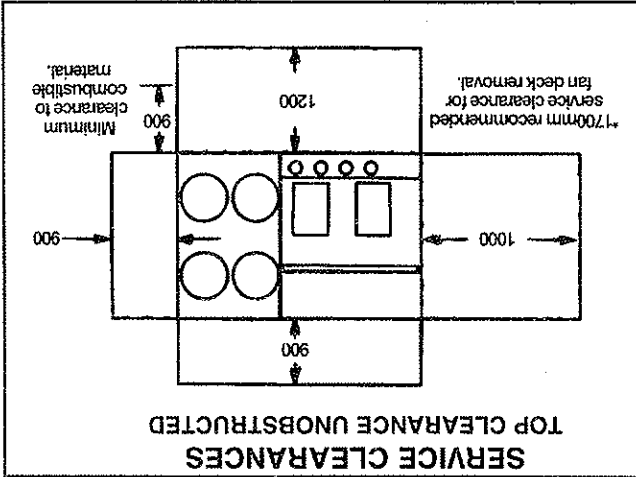 SERVICE CLEARANCES
TOP CLEARANCE UNOBSTRUCTED
900
900
1000
900
Minimum
clearance to
combustible
material.
1200
*1700mm recommended
service clearance for
fan deck removal.